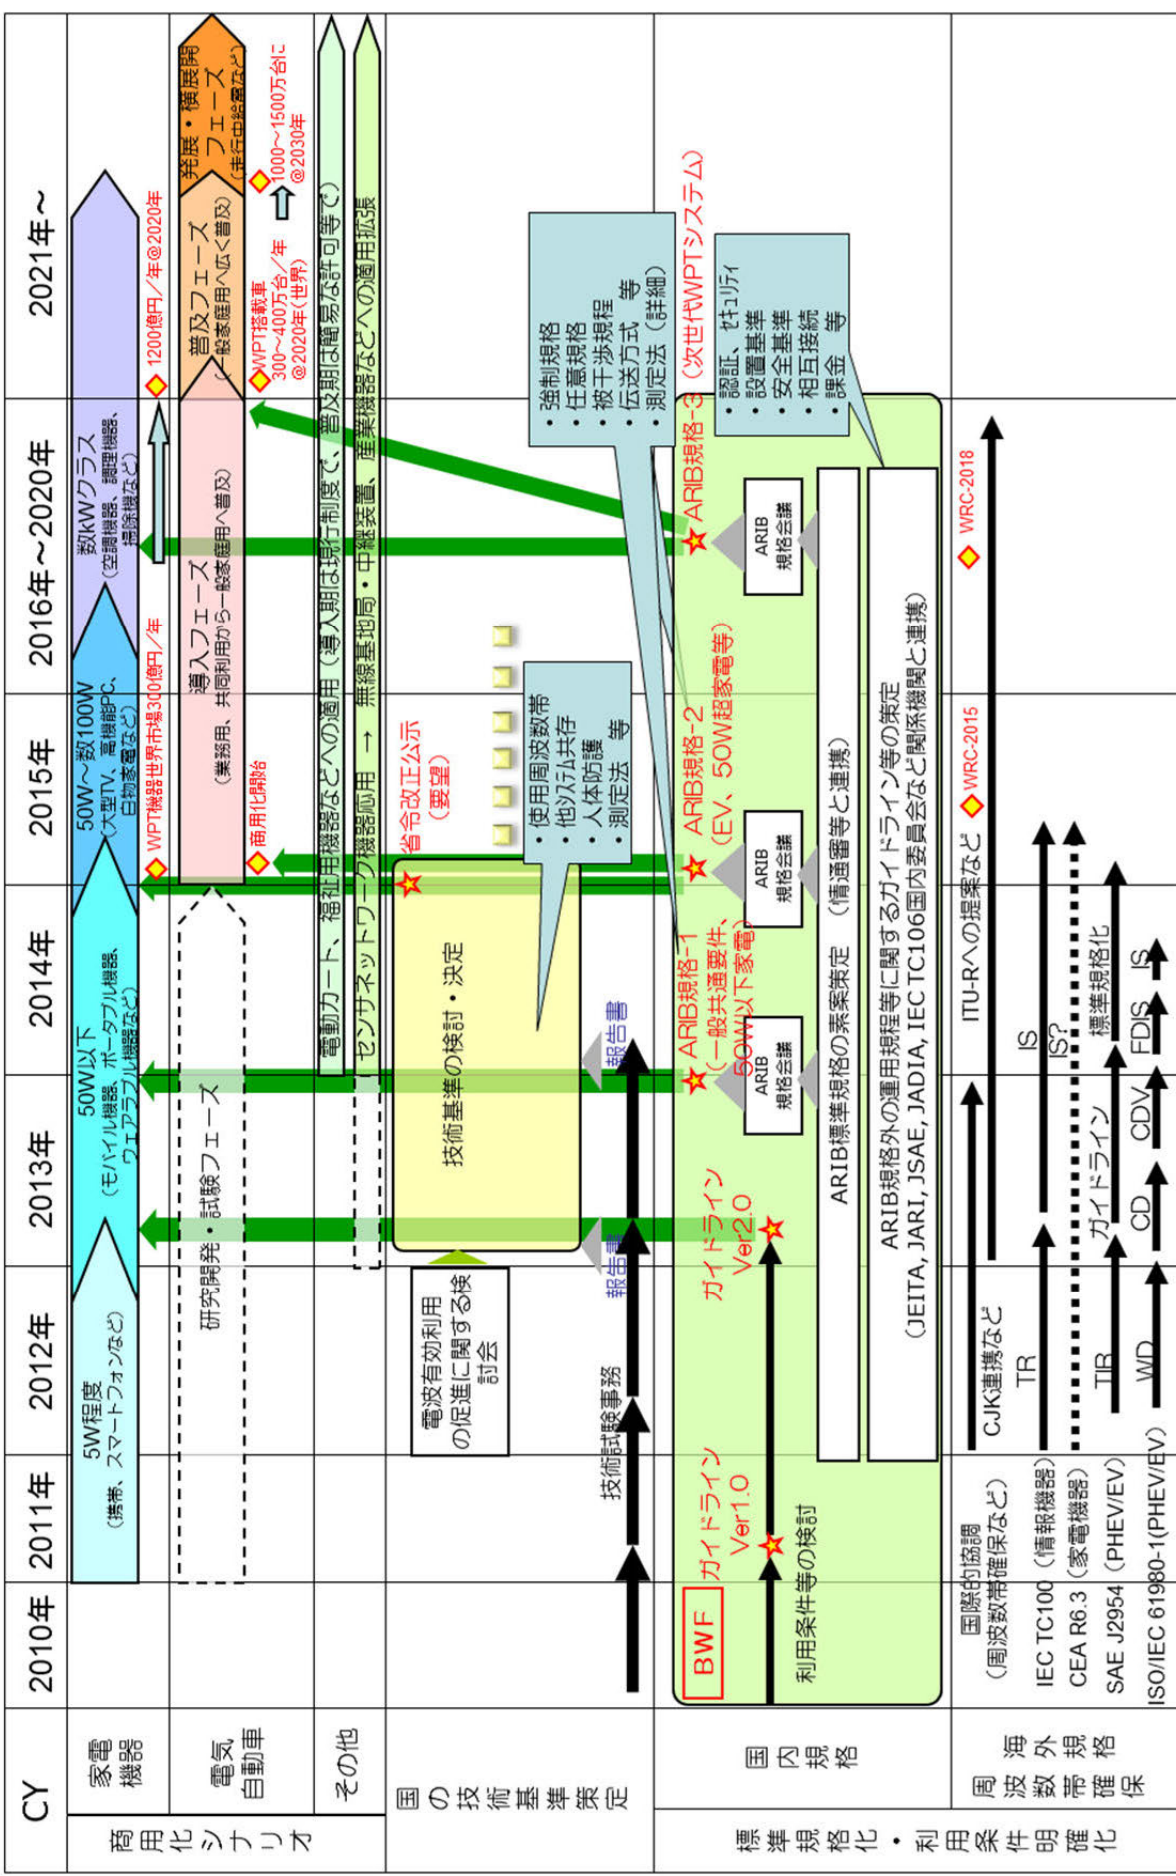 CY
2010年
2011年
2012年
2013年
2014年
2015年
2016年～2020年
2021年～
商用化シナリオ
家電
機器
5W程度
（携帯、スマートフォンなど）
50W以下
（モバイル機器、ポータブル機器、
ウェアラブル機器など）
50W～数100W
（大型TV、高機能PC、
白物家電など）
数kWクラス
（空調機器、調理機器、
掃除機など）
WPT機器世界市場300億円／年
1200億円／年@2020年
電気
自動車
研究開発・試験フェーズ
導入フェーズ
（業務用、共同利用から一般家庭用へ普及）
普及フェーズ
（一般家庭用へ広く普及）
発展・横展開
フェーズ
（走行中給電など）
商用化開始
WPT搭載車
300～400万台／年
@2020年（世界）
1000～1500万台に
@2030年
その他
電動カート、福祉用機器などへの適用（導入期は現行制度で、普及期は簡易な許可等で）
センサネットワーク機器応用 → 無線基地局・中継装置、産業機器などへの適用拡張
国の技術基準策定
電波有効利用
の促進に関する検
討会
技術基準の検討・決定
省令改正公示
（要望）
・使用周波数帯
・他ｼｽﾃﾑ共存
・人体防護
・測定法 等
技術試験事務
報告書
報告書
標準規格化・利用条件明確化
国内
規格
BWF
ガイドライン
Ver1.0
ガイドライン
Ver2.0
利用条件等の検討
ARIB規格-1
（一般共通要件、
50W以下家電）
ARIB規格-2
（EV、50W超家電等）
ARIB規格-3（次世代WPTシステム）
・強制規格
・任意規格
・被干渉規程
・伝送方式 等
・測定法（詳細）
・認証、ｾｷｭﾘﾃｨ
・設置基準
・安全基準
・相互接続
・課金 等
ARIB
規格会議
ARIB
規格会議
ARIB
規格会議
ARIB標準規格の素案策定 （情通審等と連携）
ARIB規格外の運用規程等に関するガイドライン等の策定
（JEITA, JARI, JSAE, JADIA, IEC TC106国内委員会など関係機関と連携）
海外規格
周波数帯確保
国際的協調
（周波数帯確保など）
CJK連携など
ITU-Rへの提案など
WRC-2015
WRC-2018
IEC TC100（情報機器）
TR
IS
CEA R6.3（家電機器）
IS?
SAE J2954（PHEV/EV）
TIR
ガイドライン
標準規格化
ISO/IEC 61980-1(PHEV/EV)
WD
CD
CDV
FDIS
IS